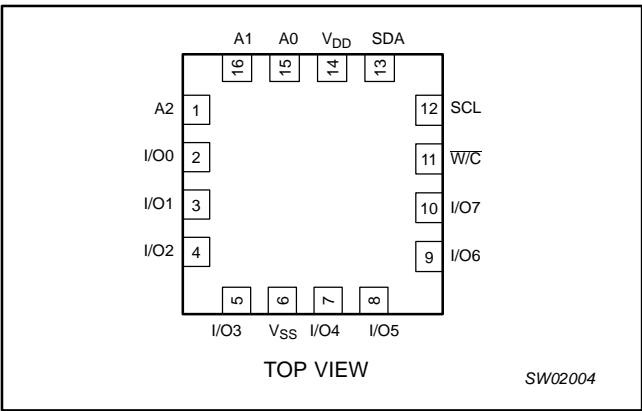 A1 A0 VDD SDA
16 15 14 13
A2 1 12 SCL
I/O0 2 11 W/C
I/O1 3 10 I/O7
I/O2 4 9 I/O6
5 6 7 8
I/O3 VSS I/O4 I/O5
TOP VIEW
SW02004